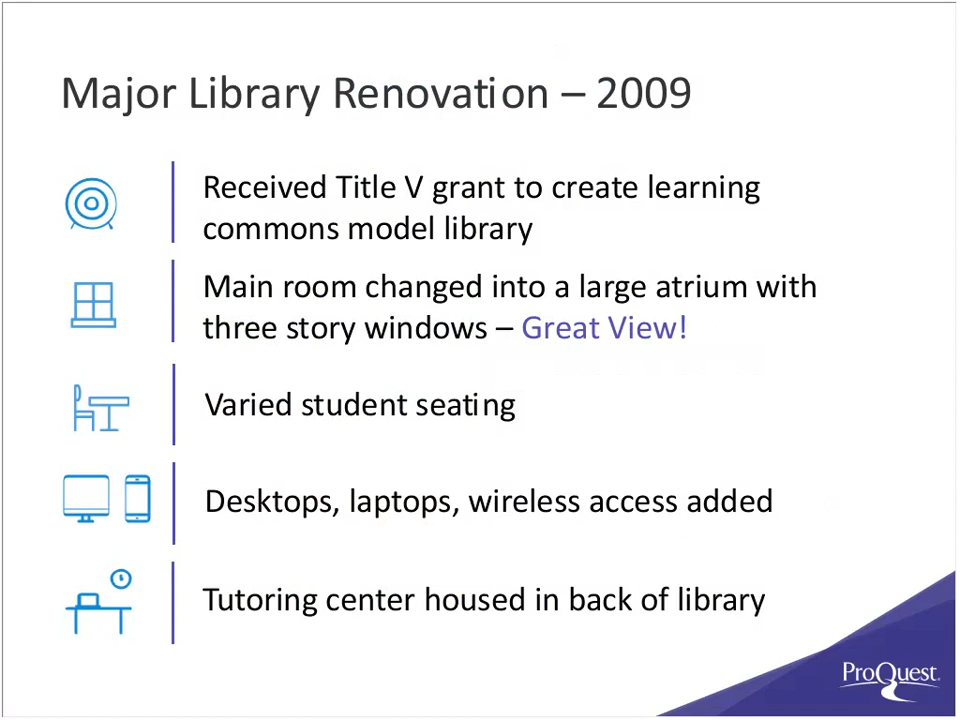 Major Library Renovation – 2009
Received Title V grant to create learning
commons model library
Main room changed into a large atrium with
three story windows – Great View!
Varied student seating
Desktops, laptops, wireless access added
Tutoring center housed in back of library
ProQuest